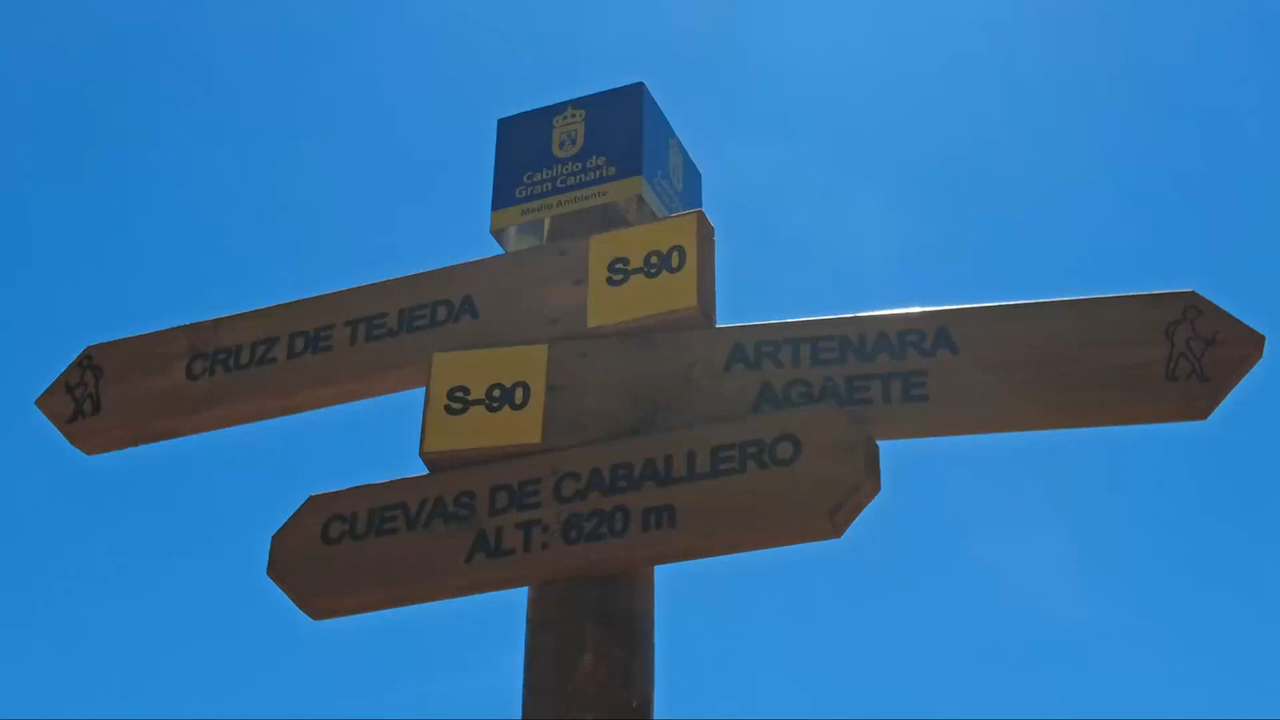 Cabildo de
Gran Canaria
Medio Ambiente
S-90
CRUZ DE TEJEDA
S-90
ARTENARA
AGAETE
CUEVAS DE CABALLERO
ALT: 620 m